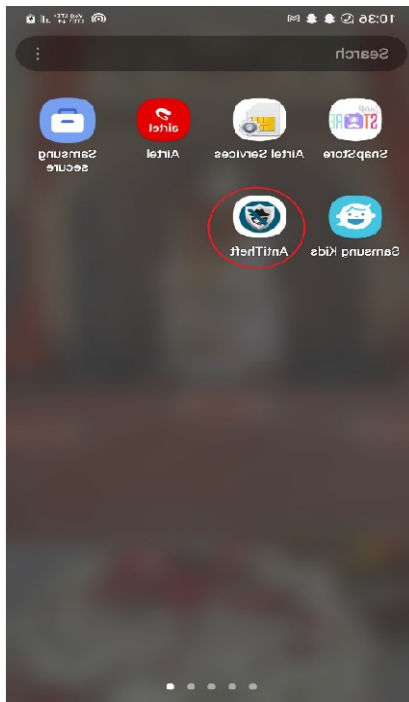 10:36
Search
airtel
SnapStore
Airtel Services
Airtel
Samsung
secure
Samsung Kids
AntiTheft